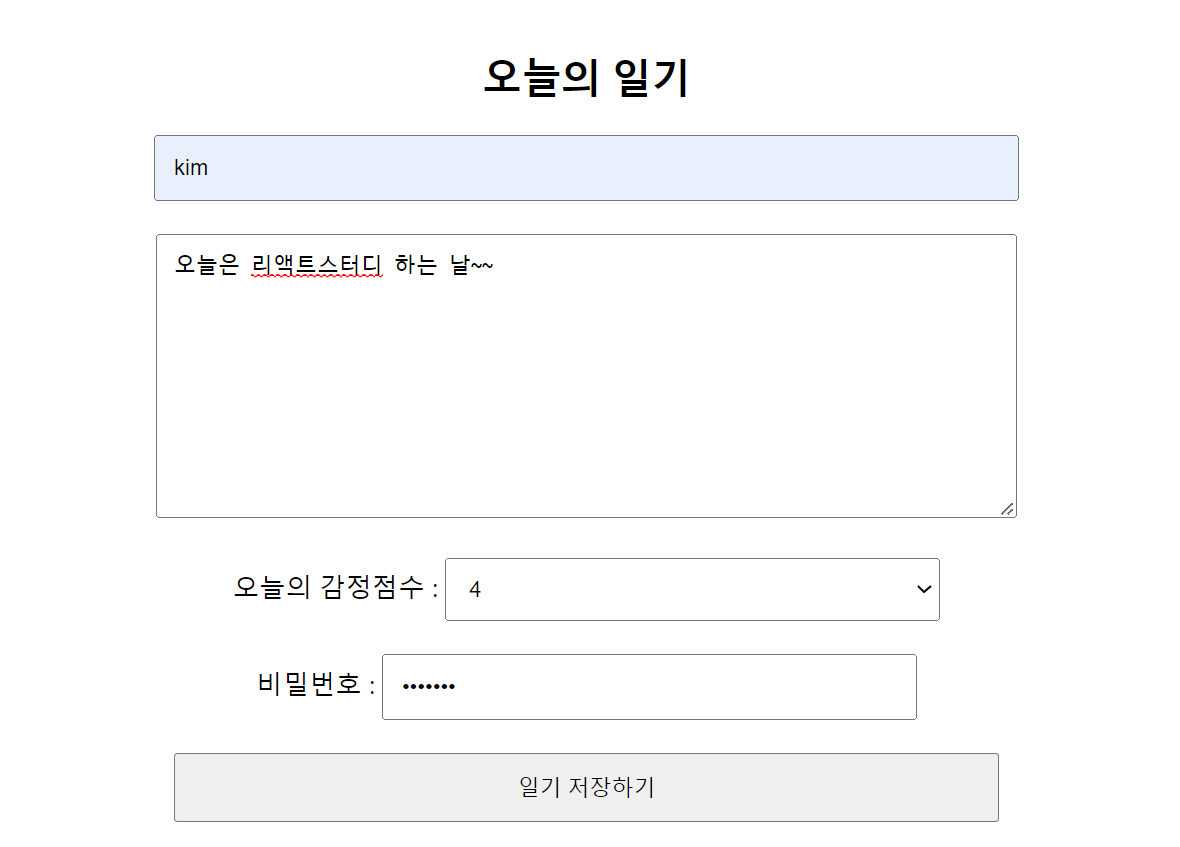 오늘의 일기
kim
오늘은 리액트스터디 하는 날~~
오늘의 감정점수 : 4
비밀번호 : •••••••
일기 저장하기